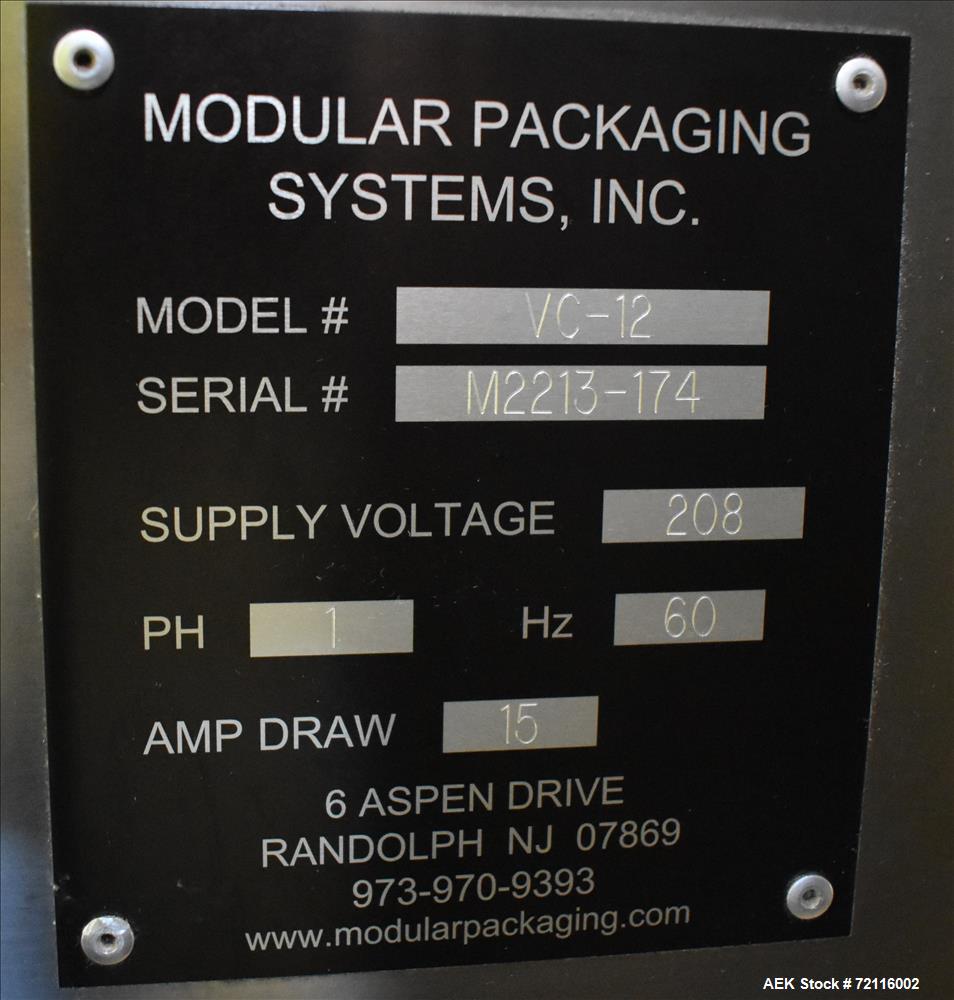 MODULAR PACKAGING
SYSTEMS, INC.
MODEL # VC-12
SERIAL # M2213-174
SUPPLY VOLTAGE 208
PH 1 Hz 60
AMP DRAW 15
6 ASPEN DRIVE
RANDOLPH NJ 07869
973-970-9393
www.modularpackaging.com
AEK Stock # 72116002